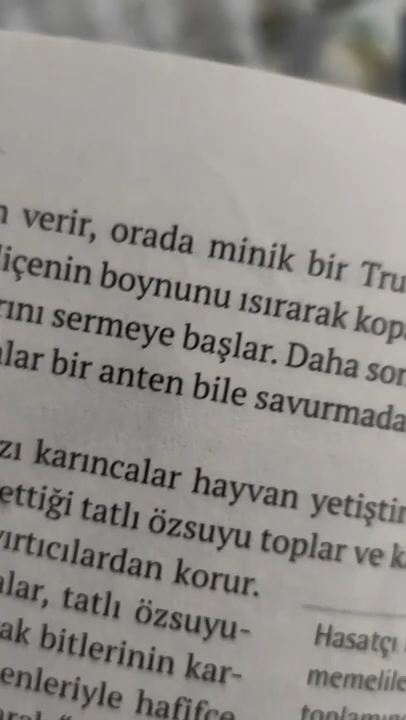 verir, orada minik bir Tru
içenin boynunu ısırarak kop
rını sermeye başlar. Daha son
lar bir anten bile savurmada
zı karıncalar hayvan yetiştir
ettiği tatlı özsuyu toplar ve k
yırtıcılardan korur.
alar, tatlı özsuyu-
ak bitlerinin kar-
enleriyle hafifçe
Hasatçı
memelile
toplamını